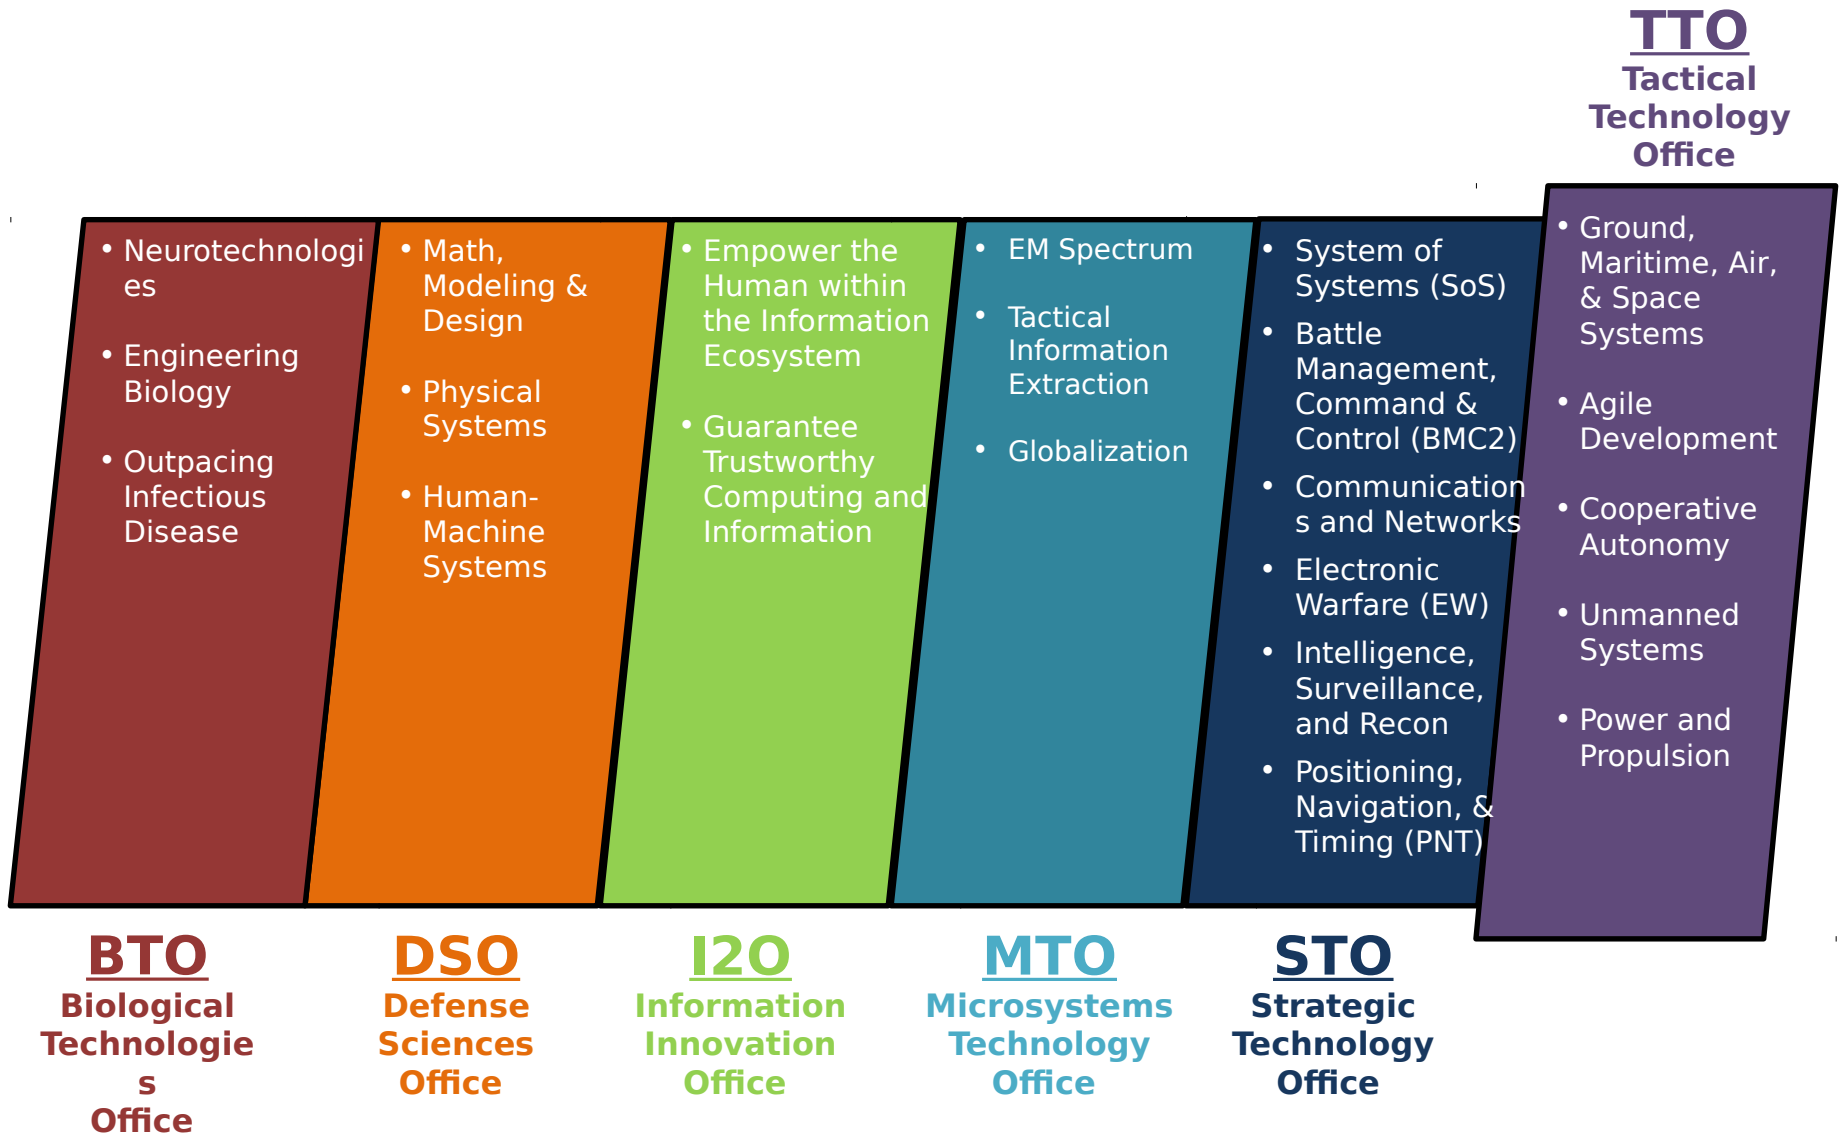 TTO
Tactical
Technology
Office
• Neurotechnologi
es
• Engineering
Biology
• Outpacing
Infectious
Disease
• Math,
Modeling &
Design
• Physical
Systems
• Human-
Machine
Systems
• Empower the
Human within
the Information
Ecosystem
• Guarantee
Trustworthy
Computing and
Information
• EM Spectrum
• Tactical
Information
Extraction
• Globalization
• System of
Systems (SoS)
• Battle
Management,
Command &
Control (BMC2)
• Communication
s and Networks
• Electronic
Warfare (EW)
• Intelligence,
Surveillance,
and Recon
• Positioning,
Navigation, &
Timing (PNT)
• Ground,
Maritime, Air,
& Space
Systems
• Agile
Development
• Cooperative
Autonomy
• Unmanned
Systems
• Power and
Propulsion
BTO
Biological
Technologie
s
Office
DSO
Defense
Sciences
Office
I2O
Information
Innovation
Office
MTO
Microsystems
Technology
Office
STO
Strategic
Technology
Office